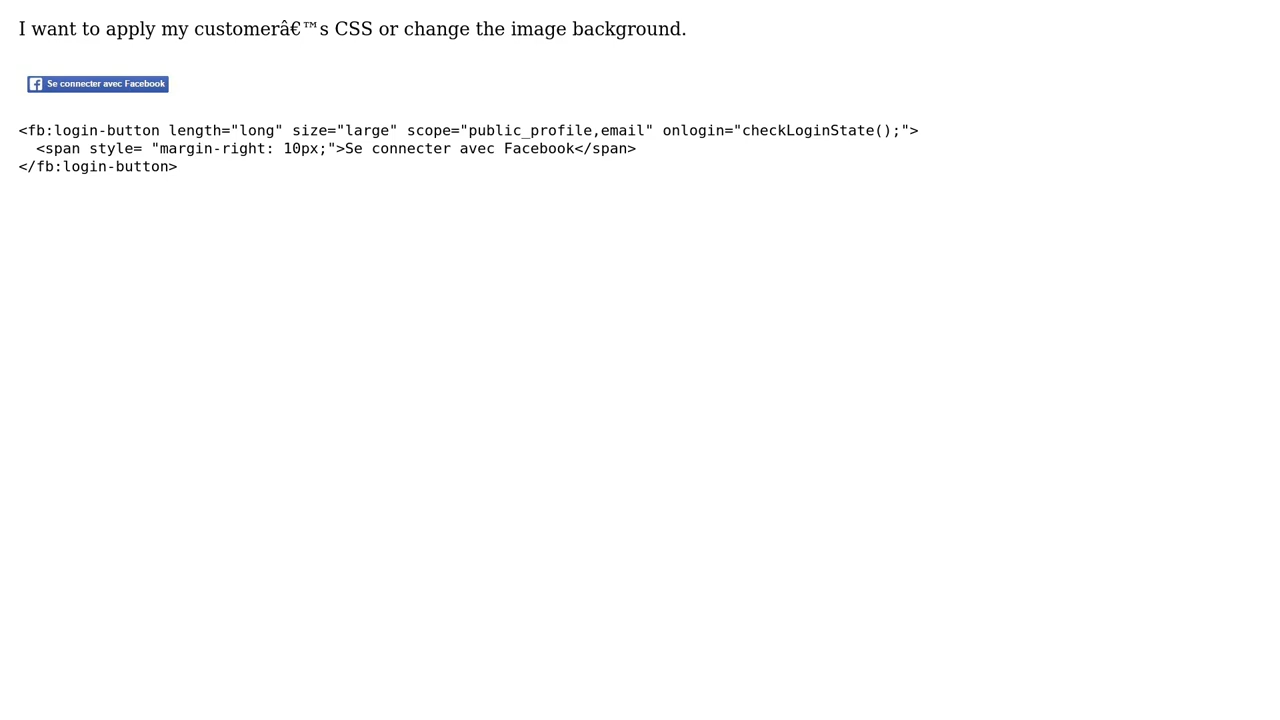 I want to apply my customerâ€™s CSS or change the image background.
Se connecter avec Facebook
<fb:login-button length="long" size="large" scope="public_profile,email" onlogin="checkLoginState();">
  <span style= "margin-right: 10px;">Se connecter avec Facebook</span>
</fb:login-button>